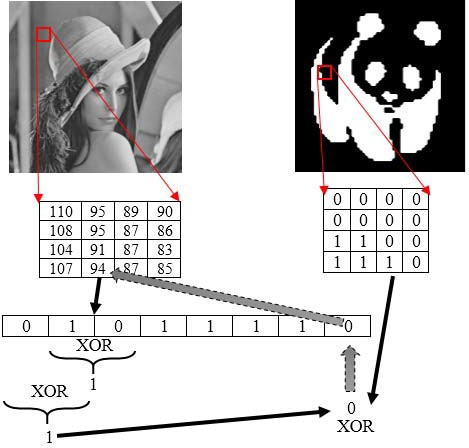 110 95 89 90
108 95 87 86
104 91 87 83
107 94 87 85
0 0 0 0
0 0 0 0
1 1 0 0
1 1 1 0
0 1 0 1 1 1 1 0
XOR
1
XOR
1
0
XOR